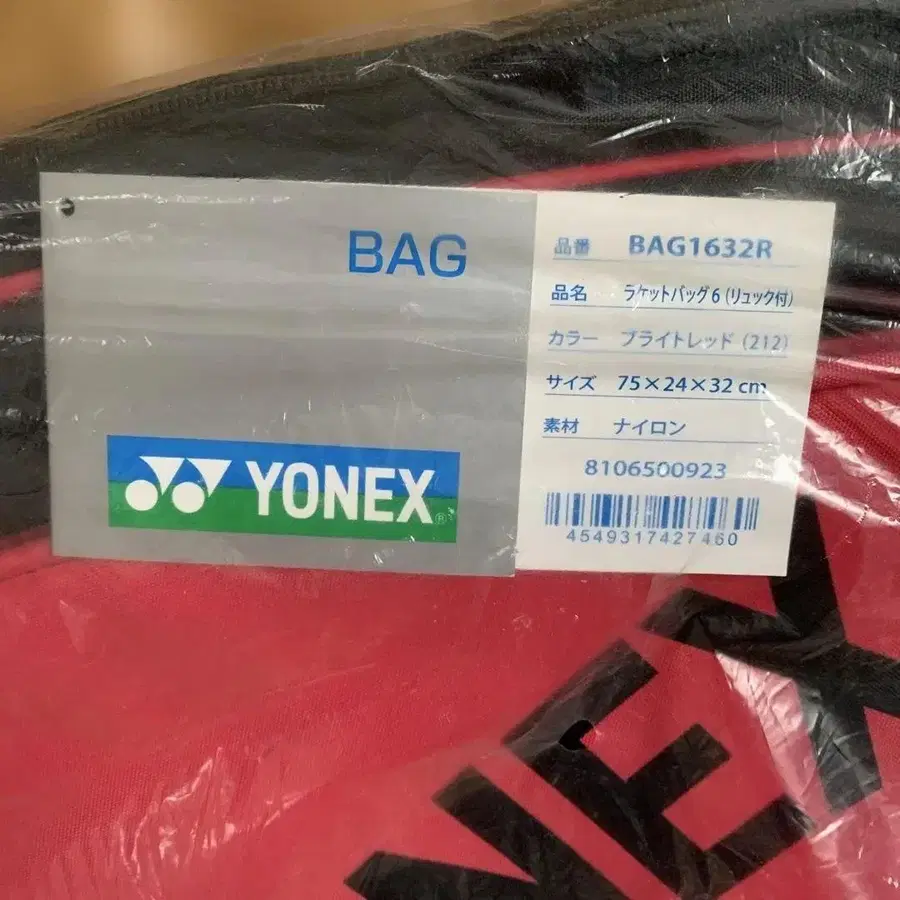 BAG
YONEX®
品番 BAG1632R
品名 ラケットバッグ6(リュック付)
カラー ブライトレッド(212)
サイズ 75×24×32 cm
素材 ナイロン
8106500923
4549317427460
NEX